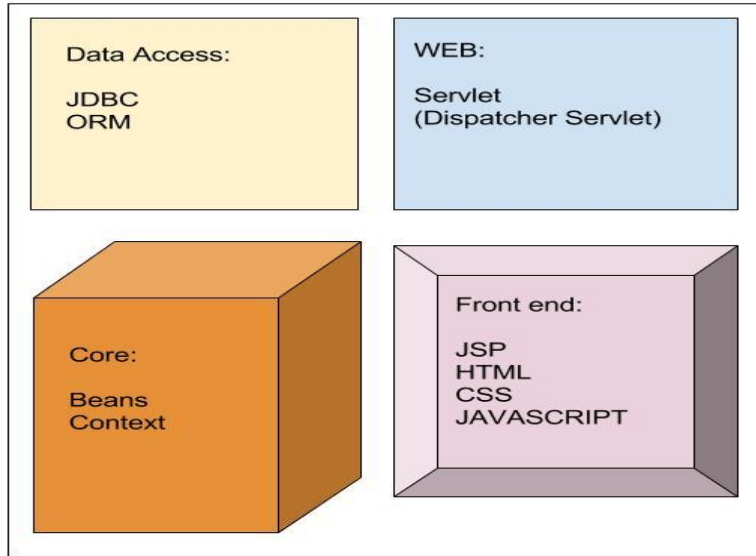 Data Access:
JDBC
ORM
WEB:
Servlet
(Dispatcher Servlet)
Core:
Beans
Context
Front end:
JSP
HTML
CSS
JAVASCRIPT